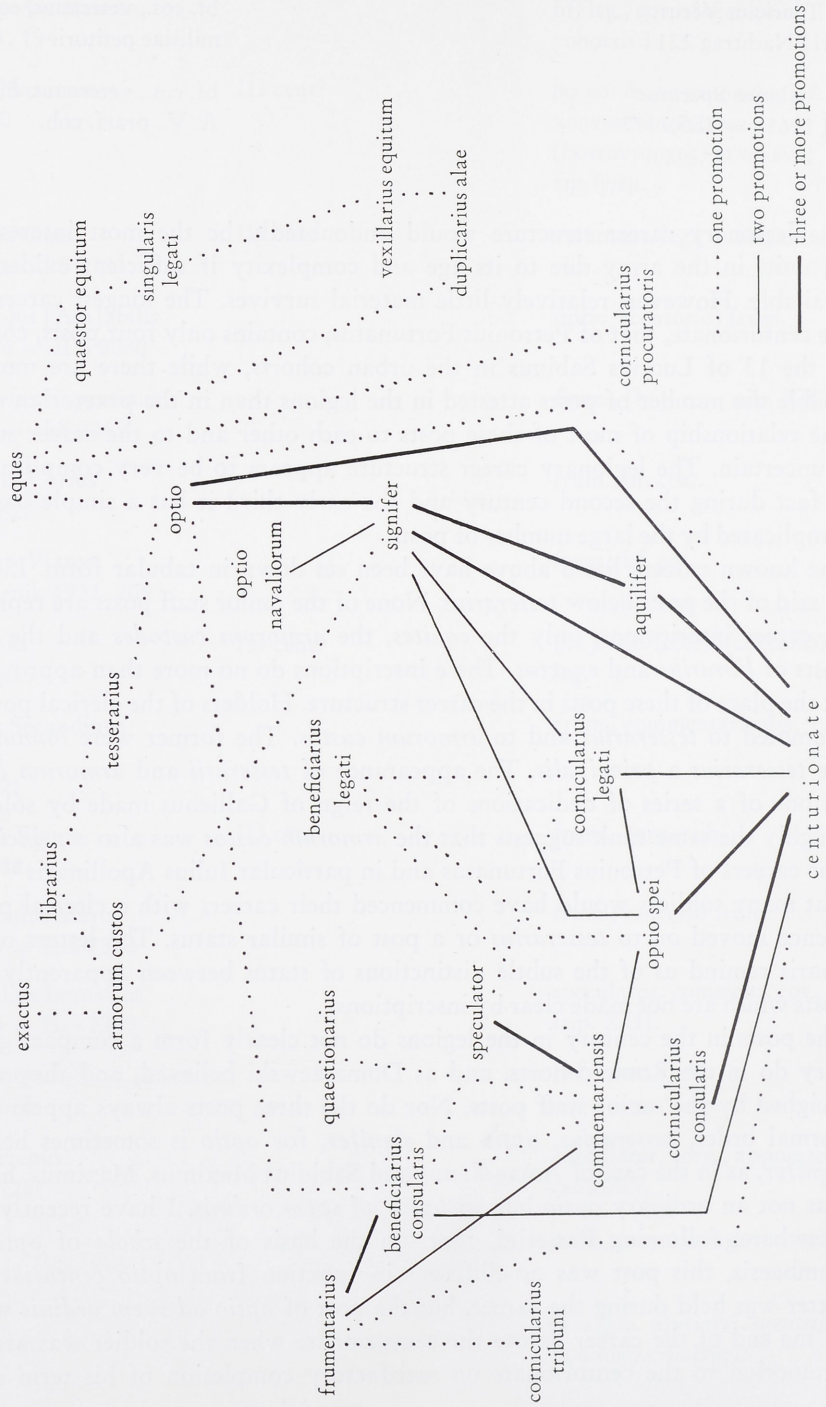 exactus
eques
librarius
quaestor equitum
armorum custos
tesserarius
singularis
legati
optio
optio
navaliorum
beneficiarius
legati
frumentarius
quaestionarius
signifer
vexillarius equitum
beneficiarius
consularis
duplicarius alae
speculator
cornicularius
tribuni
cornicularius
legati
commentariensis
cornicularius
procuratoris
aquilifer
optio spei
cornicularius
consularis
centurionate
one promotion
two promotions
three or more promotions